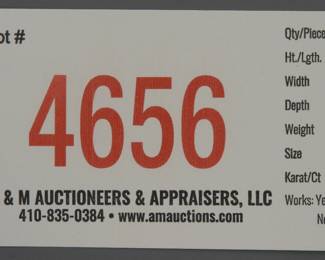 ot #
4656
& M AUCTIONEERS & APPRAISERS, LLC
410-835-0384 • www.amauctions.com
Qty/Piece
Ht./Lgth.
Width
Depth
Weight
Size
Karat/Ct
Works: Ye